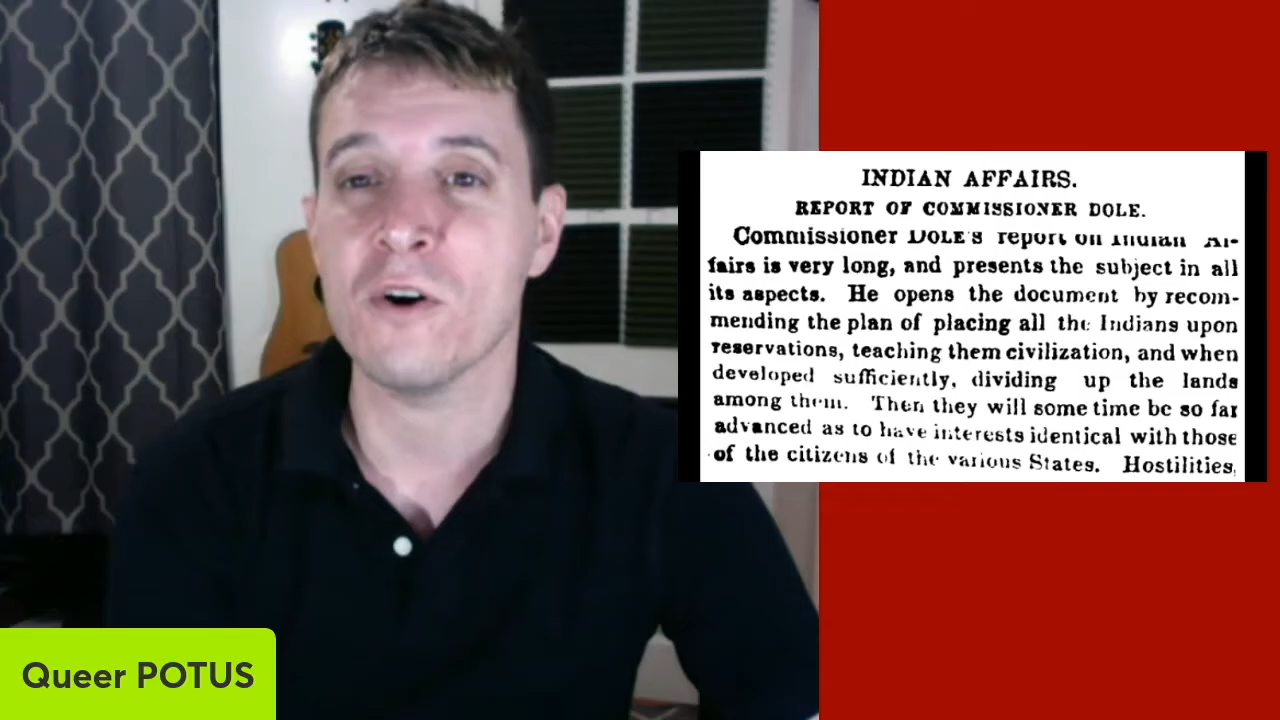 INDIAN AFFAIRS.
REPORT OF COMMISSIONER DOLE.
Commissioner DOLE'S report on Indian Af-
fairs is very long, and presents the subject in all
its aspects. He opens the document by recom-
mending the plan of placing all the Indians upon
reservations, teaching them civilization, and when
developed sufficiently, dividing up the lands
among them. Then they will some time be so far
advanced as to have interests identical with those
of the citizens of the various States. Hostilities,
Queer POTUS